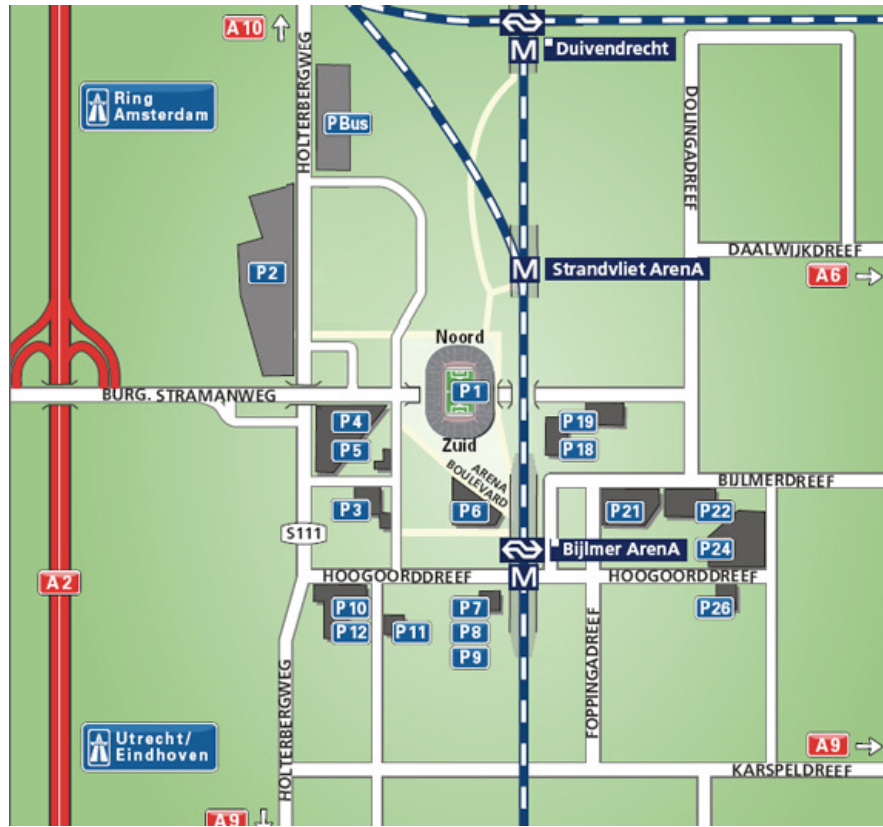 A10
M
Duivendrecht
Ring
Amsterdam
HOLTERBERGWEG
PBus
DOLINGADREEF
DAALWIJKDREEF
P2
M
Strandvliet ArenA
A6
Noord
P1
BURG. STRAMANWEG
Zuid
P4
P5
P19
P18
ARENA
BOULEVARD
BIJLMERDREEF
P3
P6
P21
P22
S111
P24
Bijlmer ArenA
A2
HOOGOORDDREEF
M
HOOGOORDDREEF
P10
P12
P11
P7
P8
P9
P26
FOPPINGADREEF
HOLTERBERGWEG
Utrecht/
Eindhoven
A9
KARSPELDREEF
A9